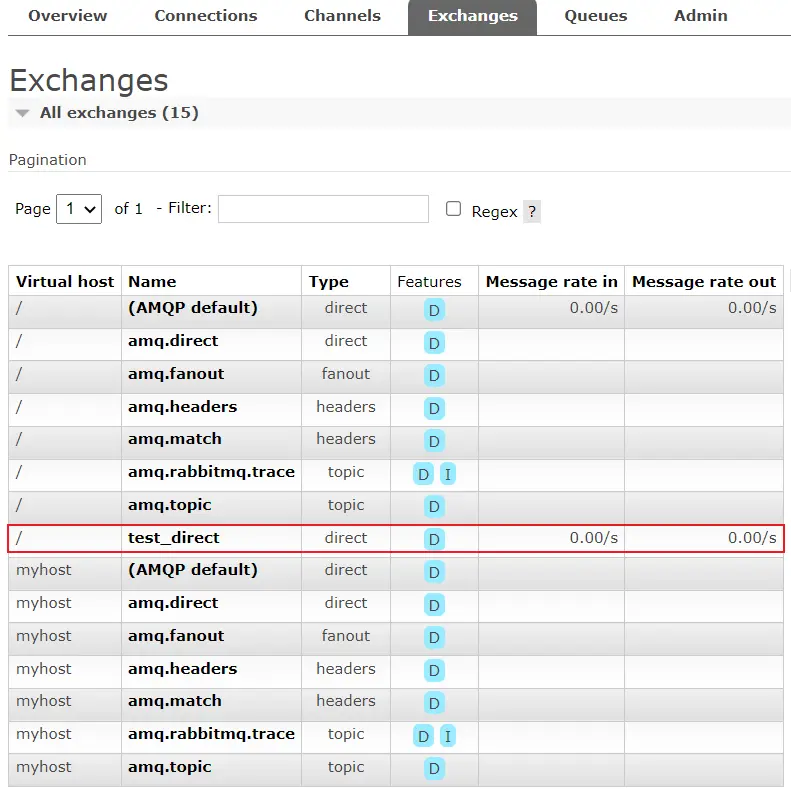 Overview Connections Channels Exchanges Queues Admin
Exchanges
All exchanges (15)
Pagination
Page 1 of 1 - Filter: Regex ?
Virtual host Name Type Features Message rate in Message rate out
/ (AMQP default) direct D 0.00/s 0.00/s
/ amq.direct direct D
/ amq.fanout fanout D
/ amq.headers headers D
/ amq.match headers D
/ amq.rabbitmq.trace topic D I
/ amq.topic topic D
/ test_direct direct D 0.00/s 0.00/s
myhost (AMQP default) direct D
myhost amq.direct direct D
myhost amq.fanout fanout D
myhost amq.headers headers D
myhost amq.match headers D
myhost amq.rabbitmq.trace topic D I
myhost amq.topic topic D